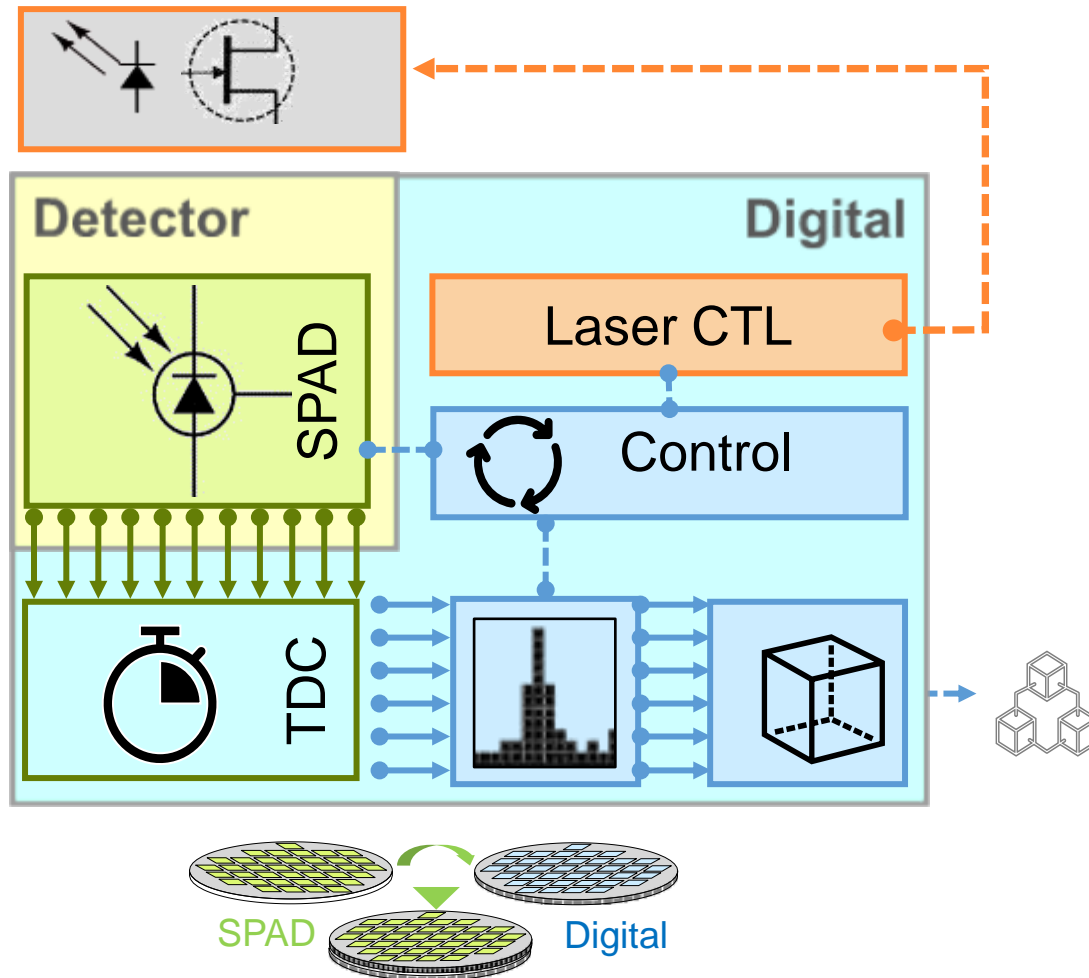 Detector
Digital
SPAD
Laser CTL
Control
TDC
SPAD
Digital